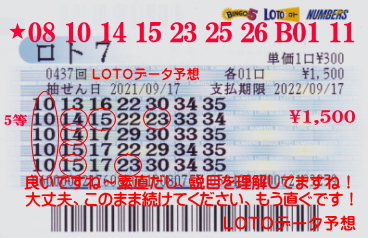 BINGO5 LOTO ロト NUMBERS
★08 10 14 15 23 25 26 B01 11
ロト7
単価1口¥300
0437回 LOTOデータ予想 各01口 ¥1,500
抽せん日 2021/09/17 支払期限 2022/09/17
10 13 16 22 30 34 35
5等 10 14 15 22 23 34 35 ¥1,500
10 14 15 22 31 33 35
10 15 17 22 29 34 35
10 15 17 23 30 34 35
良いですね~素直だし、説明を理解してますね!
大丈夫、このまま続けてください、もう直ぐです!
LOTOデータ予想